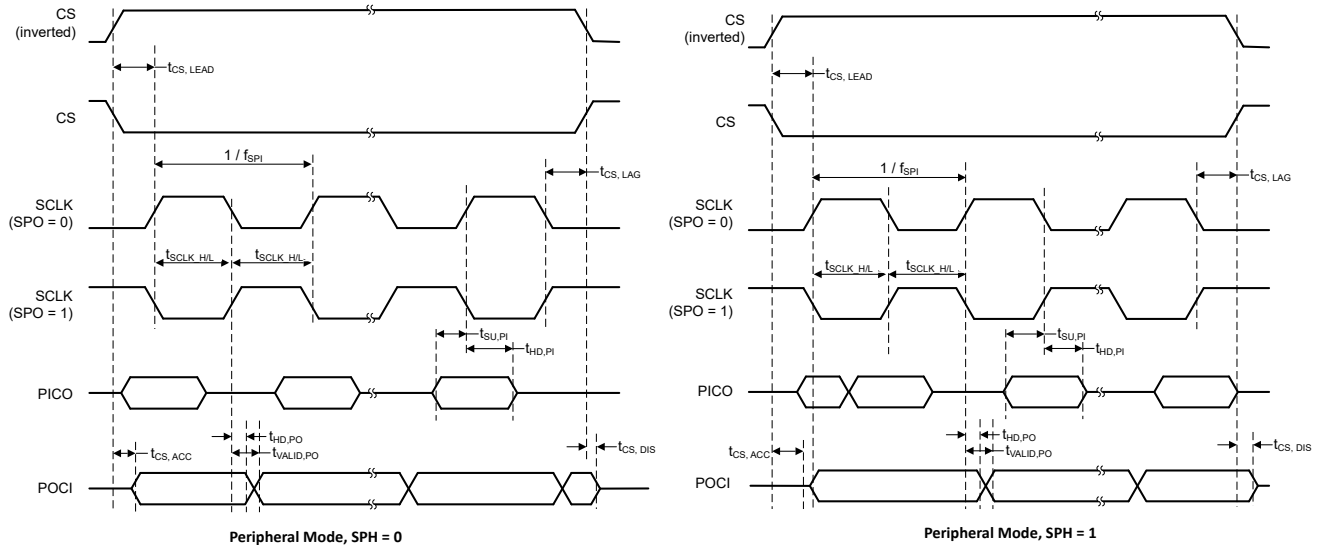 CS
(inverted)
tCS, LEAD
CS
1 / fSPI
tCS, LAG
SCLK
(SPO = 0)
tSCLK_H/L
tSCLK_H/L
SCLK
(SPO = 1)
tSU,PI
tHD,PI
PICO
tHD,PO
tCS, ACC
tVALID,PO
tCS, DIS
POCI
Peripheral Mode, SPH = 0
CS
(inverted)
tCS, LEAD
CS
1 / fSPI
tCS, LAG
SCLK
(SPO = 0)
tSCLK_H/L
tSCLK_H/L
SCLK
(SPO = 1)
tSU,PI
tHD,PI
PICO
tHD,PO
tCS, ACC
tVALID,PO
tCS, DIS
POCI
Peripheral Mode, SPH = 1